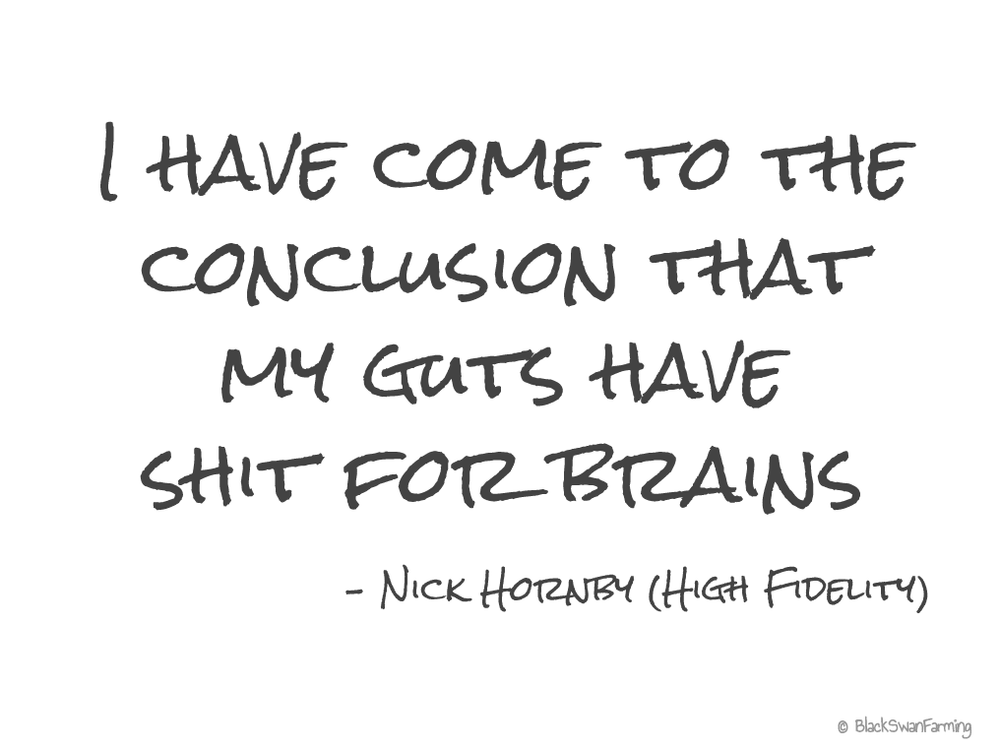 I HAVE COME TO THE
CONCLUSION THAT
MY GUTS HAVE
SHIT FOR BRAINS
- NICK HORNBY (HIGH FIDELITY)
© BlackSwanFarming